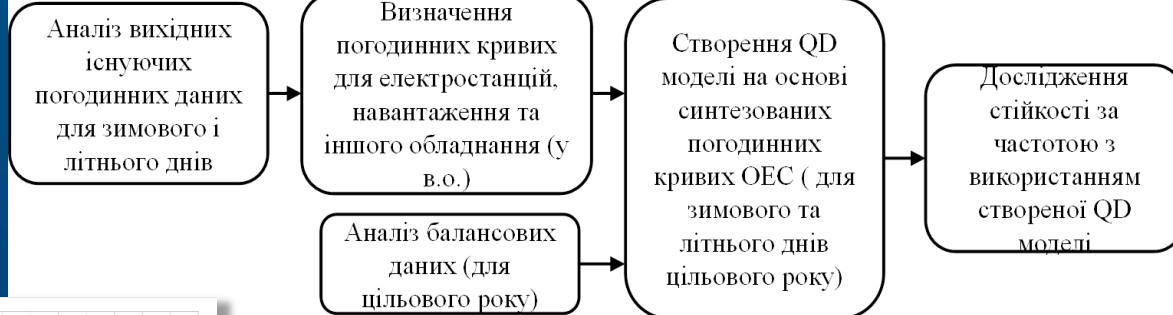 Аналіз вихідних
існуючих
погодинних даних
для зимового і
літнього днів
Визначення
погодинних кривих
для електростанцій,
навантаження та
іншого обладнання (у
в.о.)
Аналіз балансових
даних (для
цільового року)
Створення QD
моделі на основі
синтезованих
погодинних
кривих ОЕС ( для
зимового та
літнього днів
цільового року)
Дослідження
стійкості за
частотою з
використанням
створеної QD
моделі